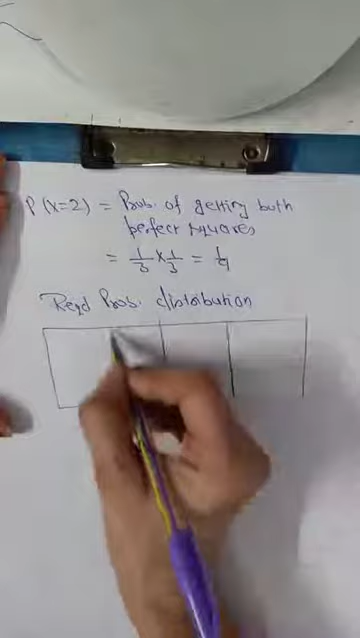 P(X=2) = Prob. of getting both
perfect squares
= 1/3 × 1/3 = 1/9
Reqd Prob. distribution